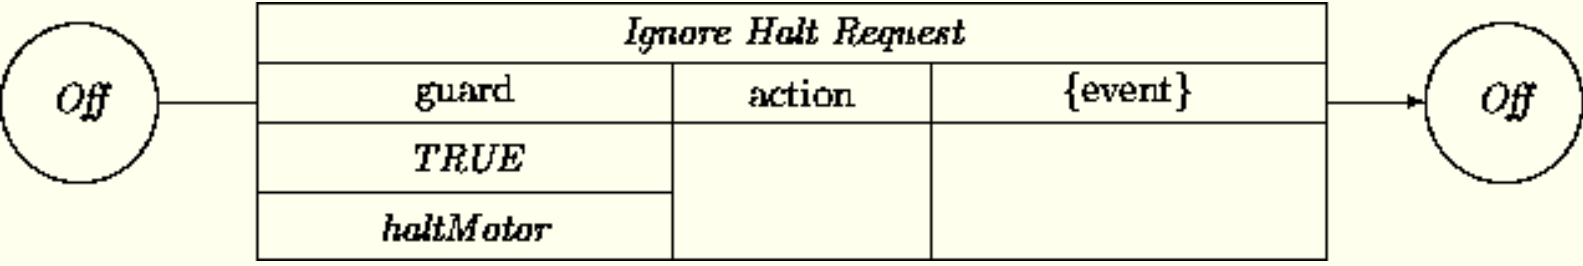 Ignore Halt Request
guard action {event}
Off TRUE Off
haltMotor